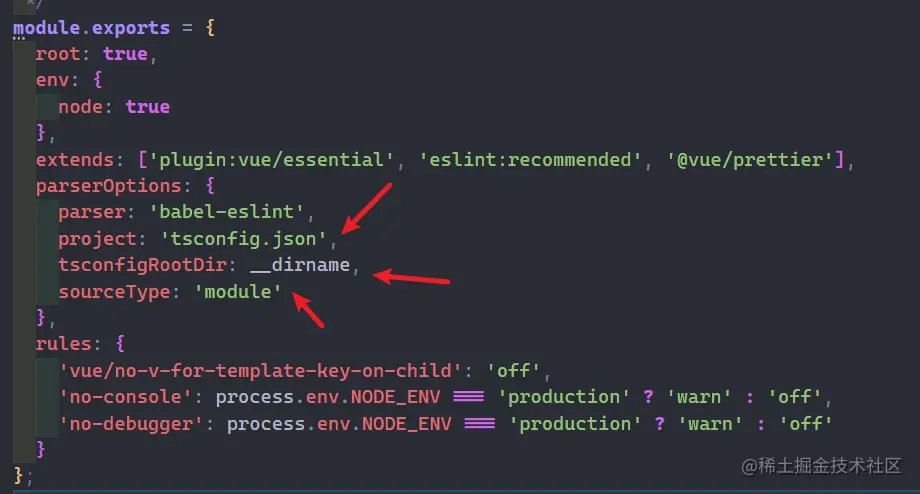 */
module.exports = {
  root: true,
  env: {
    node: true
  },
  extends: ['plugin:vue/essential', 'eslint:recommended', '@vue/prettier'],
  parserOptions: {
    parser: 'babel-eslint',
    project: 'tsconfig.json',
    tsconfigRootDir: __dirname,
    sourceType: 'module'
  },
  rules: {
    'vue/no-v-for-template-key-on-child': 'off',
    'no-console': process.env.NODE_ENV === 'production' ? 'warn' : 'off',
    'no-debugger': process.env.NODE_ENV === 'production' ? 'warn' : 'off'
  }
};
@稀土掘金技术社区